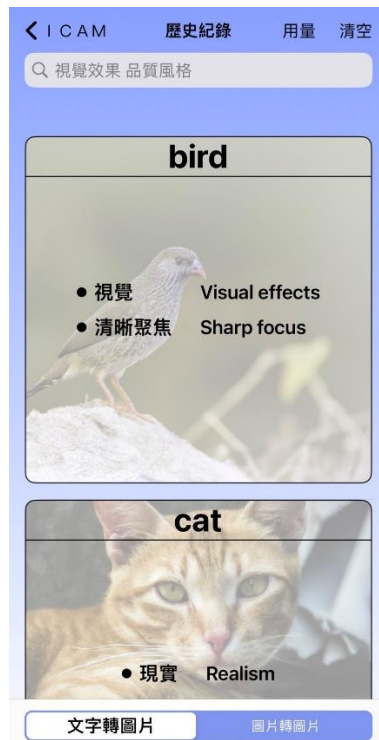 I CAM 歷史紀錄 用量 清空
視覺效果 品質風格
bird
● 視覺 Visual effects
● 清晰聚焦 Sharp focus
cat
● 現實 Realism
文字轉圖片 圖片轉圖片